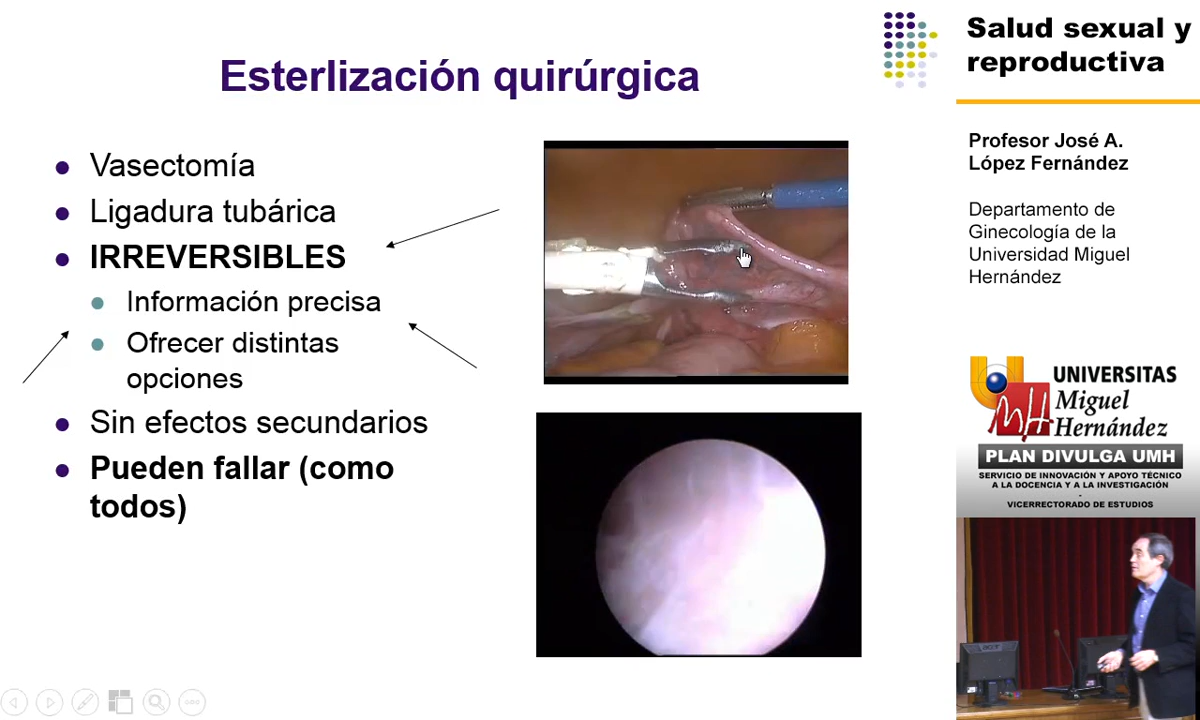 Esterlización quirúrgica
Vasectomía
Ligadura tubárica
IRREVERSIBLES
Información precisa
Ofrecer distintas
opciones
Sin efectos secundarios
Pueden fallar (como
todos)
Salud sexual y
reproductiva
Profesor José A.
López Fernández
Departamento de
Ginecología de la
Universidad Miguel
Hernández
UNIVERSITAS
Miguel
Hernández
PLAN DIVULGA UMH
SERVICIO DE INNOVACIÓN Y APOYO TÉCNICO
A LA DOCENCIA Y A LA INVESTIGACIÓN
-
VICERRECTORADO DE ESTUDIOS
acer